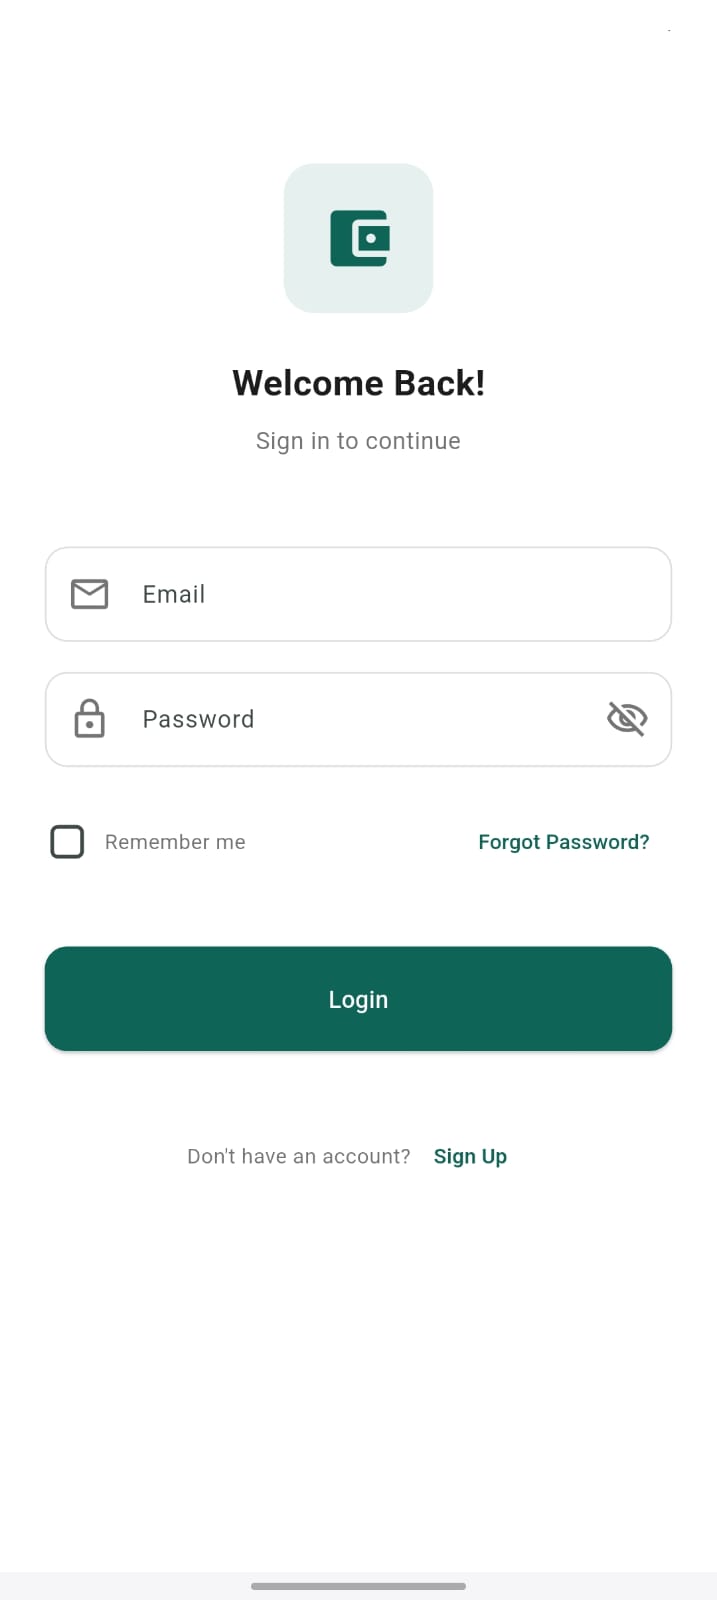 Welcome Back!
Sign in to continue
Email
Password
Remember me Forgot Password?
Login
Don't have an account? Sign Up